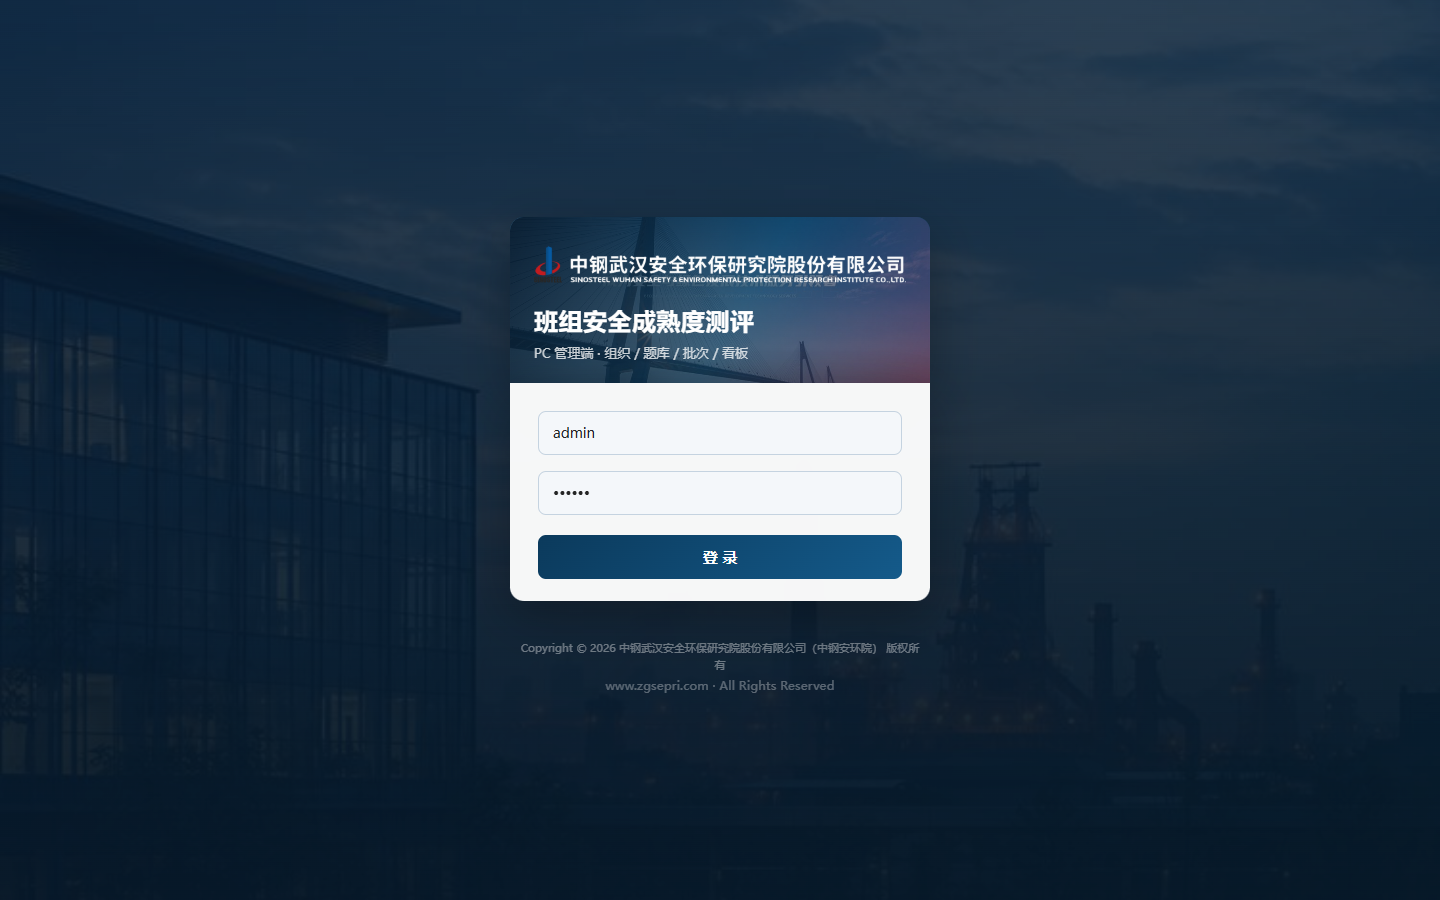 中钢武汉安全环保研究院股份有限公司
SINOSTEEL WUHAN SAFETY & ENVIRONMENTAL PROTECTION RESEARCH INSTITUTE CO.,LTD.
班组安全成熟度测评
PC 管理端 · 组织 / 题库 / 批次 / 看板
admin
••••••
登 录
Copyright © 2026 中钢武汉安全环保研究院股份有限公司（中钢安环院） 版权所
有
www.zgsepri.com · All Rights Reserved